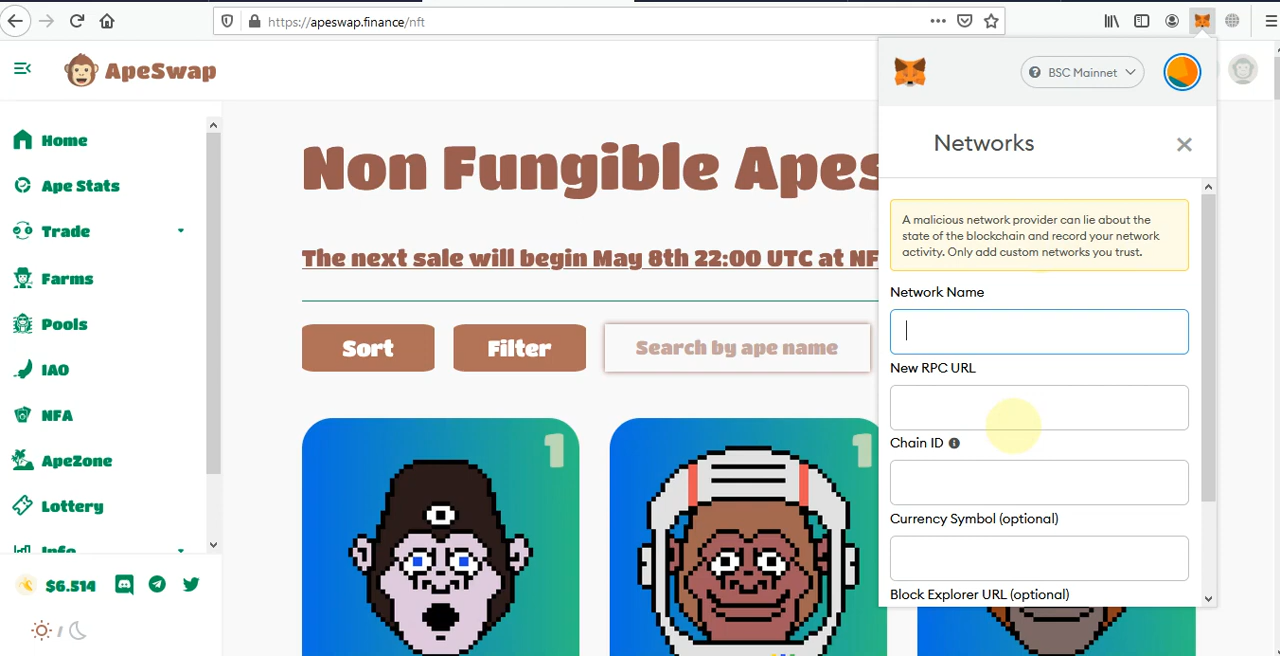 https://apeswap.finance/nft
ApeSwap
BSC Mainnet
Home
Ape Stats
Trade
Farms
Pools
IAO
NFA
ApeZone
Lottery
Info
$6.514
/
Non Fungible Apes
The next sale will begin May 8th 22:00 UTC at NF
Sort
Filter
Search by ape name
1
1
Networks
A malicious network provider can lie about the
state of the blockchain and record your network
activity. Only add custom networks you trust.
Network Name
New RPC URL
Chain ID
Currency Symbol (optional)
Block Explorer URL (optional)